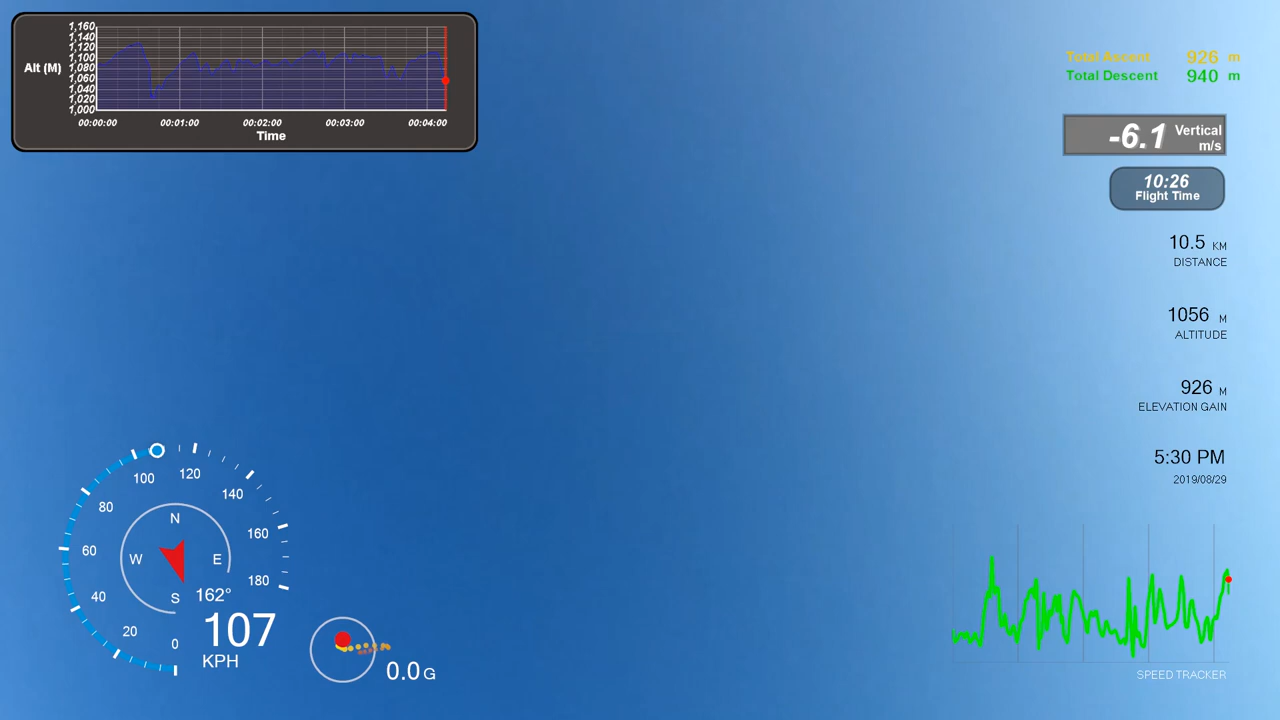 1,160
1,140
1,120
1,100
1,080
1,060
1,040
1,020
1,000
Alt (M)
00:00:00 00:01:00 00:02:00 00:03:00 00:04:00
Time
Total Ascent 926 m
Total Descent 940 m
-6.1 Vertical
m/s
10:26
Flight Time
10.5 KM
DISTANCE
1056 M
ALTITUDE
926 M
ELEVATION GAIN
5:30 PM
2019/08/29
SPEED TRACKER
0
20
40
60
80
100
120
140
160
180
N
W E
S
162°
107
KPH
0.0 G